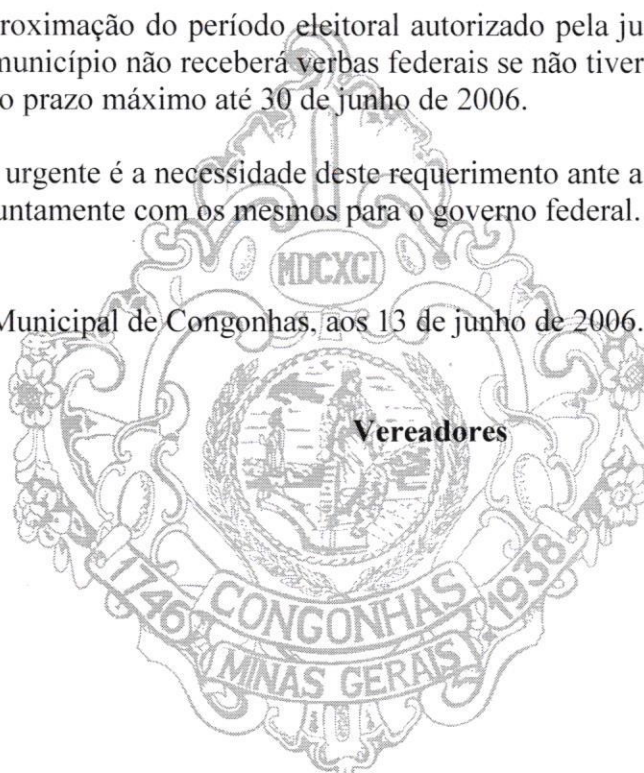 roximação do período eleitoral autorizado pela ju
município não receberá verbas federais se não tiver
o prazo máximo até 30 de junho de 2006.
urgente é a necessidade deste requerimento ante a
untamente com os mesmos para o governo federal.
MDCXCI
Municipal de Congonhas, aos 13 de junho de 2006.
Vereadores
1746 CONGONHAS 1938
MINAS GERAIS